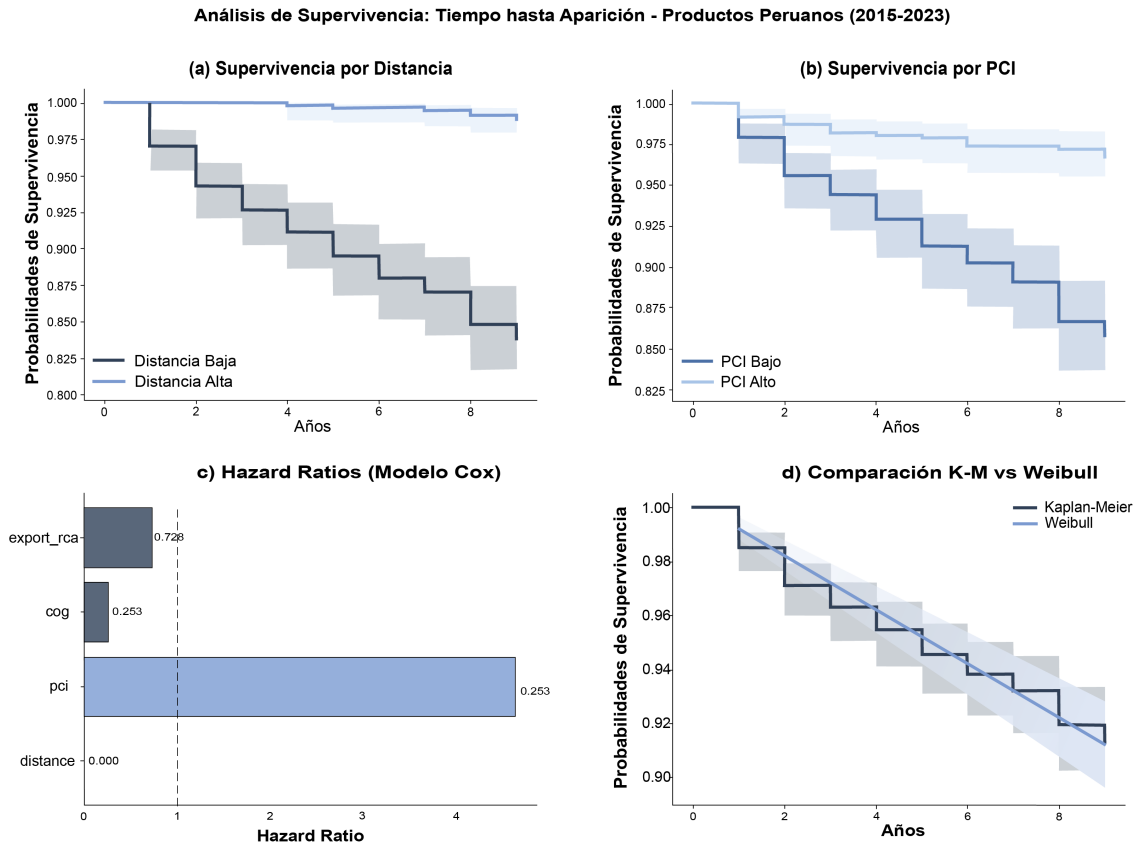 Análisis de Supervivencia: Tiempo hasta Aparición - Productos Peruanos (2015-2023)
(a) Supervivencia por Distancia
Probabilidades de Supervivencia
1.000
0.975
0.950
0.925
0.900
0.875
0.850
0.825
0.800
Distancia Baja
Distancia Alta
0 2 4 6 8
Años
(b) Supervivencia por PCI
Probabilidades de Supervivencia
1.000
0.975
0.950
0.925
0.900
0.875
0.850
0.825
PCI Bajo
PCI Alto
0 2 4 6 8
Años
c) Hazard Ratios (Modelo Cox)
export_rca 0.728
cog 0.253
pci 0.253
distance 0.000
0 1 2 3 4
Hazard Ratio
d) Comparación K-M vs Weibull
Probabilidades de Supervivencia
Kaplan-Meier
Weibull
1.00
0.98
0.96
0.94
0.92
0.90
0 2 4 6 8
Años